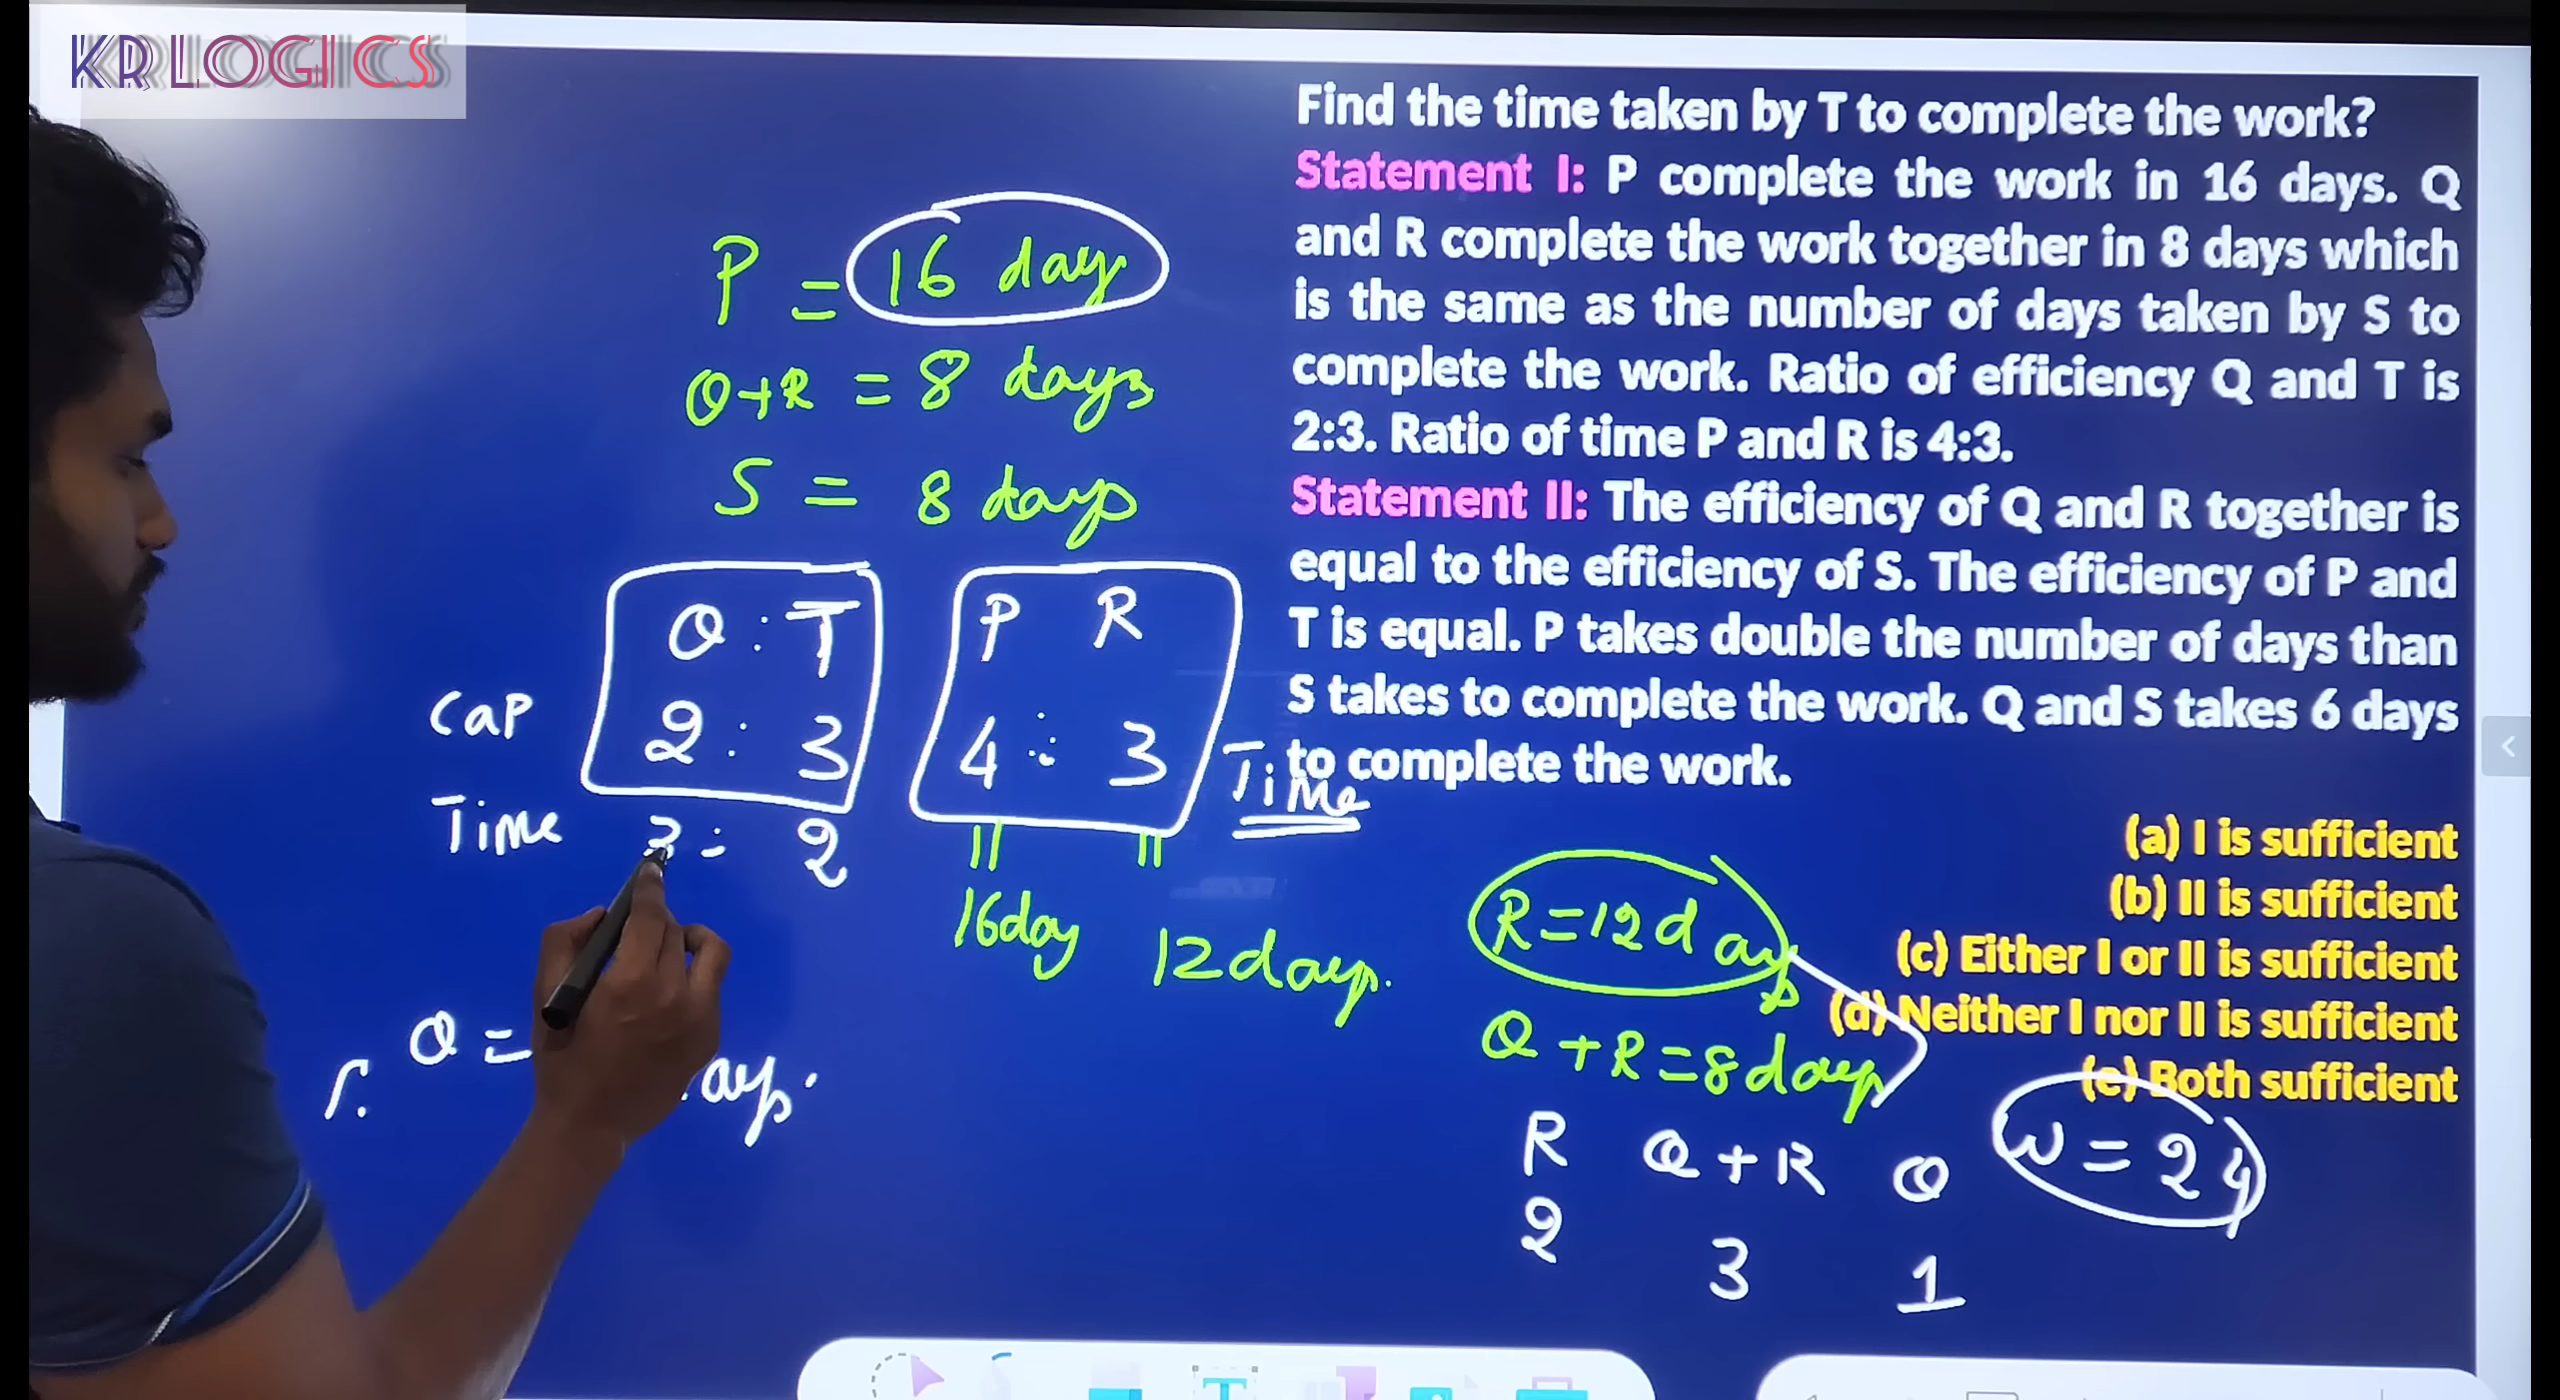 KRLOGICS
Find the time taken by T to complete the work?
Statement I: P complete the work in 16 days. Q
and R complete the work together in 8 days which
is the same as the number of days taken by S to
complete the work. Ratio of efficiency Q and T is
2:3. Ratio of time P and R is 4:3.
Statement II: The efficiency of Q and R together is
equal to the efficiency of S. The efficiency of P and
T is equal. P takes double the number of days than
S takes to complete the work. Q and S takes 6 days
to complete the work.
(a) I is sufficient
(b) II is sufficient
(c) Either I or II is sufficient
(d) Neither I nor II is sufficient
(e) Both sufficient
P = 16 day
Q+R = 8 days
S = 8 days
Q : T
Cap 2 : 3
Time 3 : 2
P R
4 : 3 Time
16day 12days.
Q =
R=12days
Q+R=8days
R Q+R Q
2 3 1
W=24